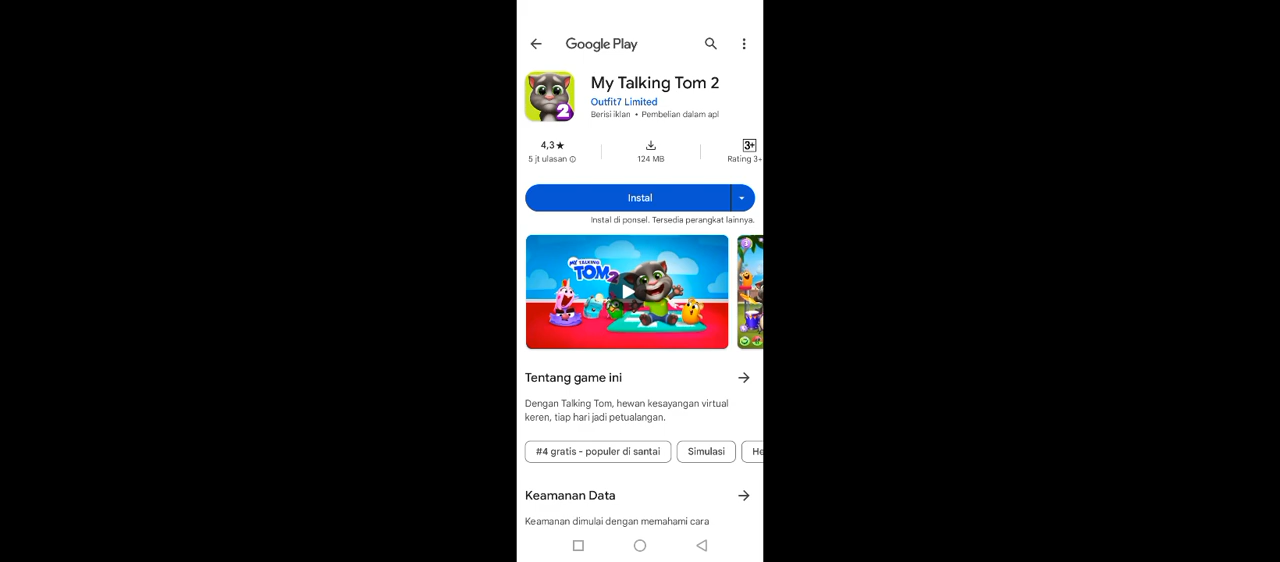 Google Play
2
My Talking Tom 2
Outfit7 Limited
Berisi iklan • Pembelian dalam apl
4,3★
5 jt ulasan
124 MB
3+
Rating 3+
Instal
Instal di ponsel. Tersedia perangkat lainnya.
MY TALKING
TOM 2
Tentang game ini
Dengan Talking Tom, hewan kesayangan virtual
keren, tiap hari jadi petualangan.
#4 gratis - populer di santai
Simulasi
He
Keamanan Data
Keamanan dimulai dengan memahami cara